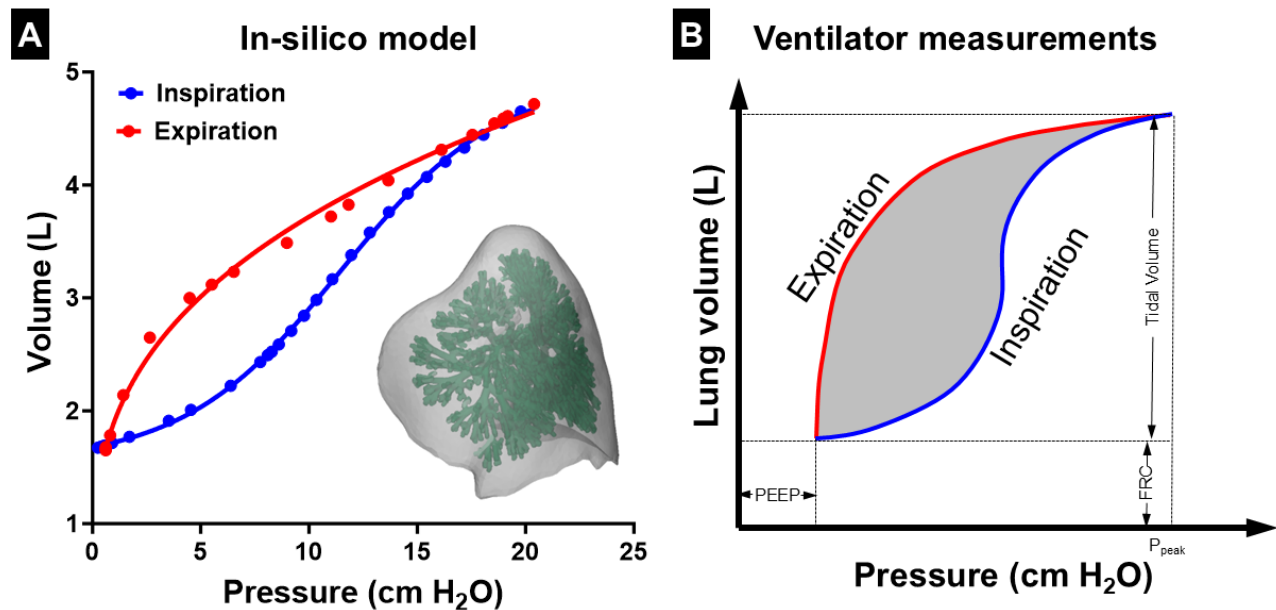 A
In-silico model
Inspiration
Expiration
5
4
3
2
1
Volume (L)
0
5
10
15
20
25
Pressure (cm H₂O)
B
Ventilator measurements
Lung volume (L)
Expiration
Inspiration
Tidal Volume
FRC
PEEP
Ppeak
Pressure (cm H₂O)